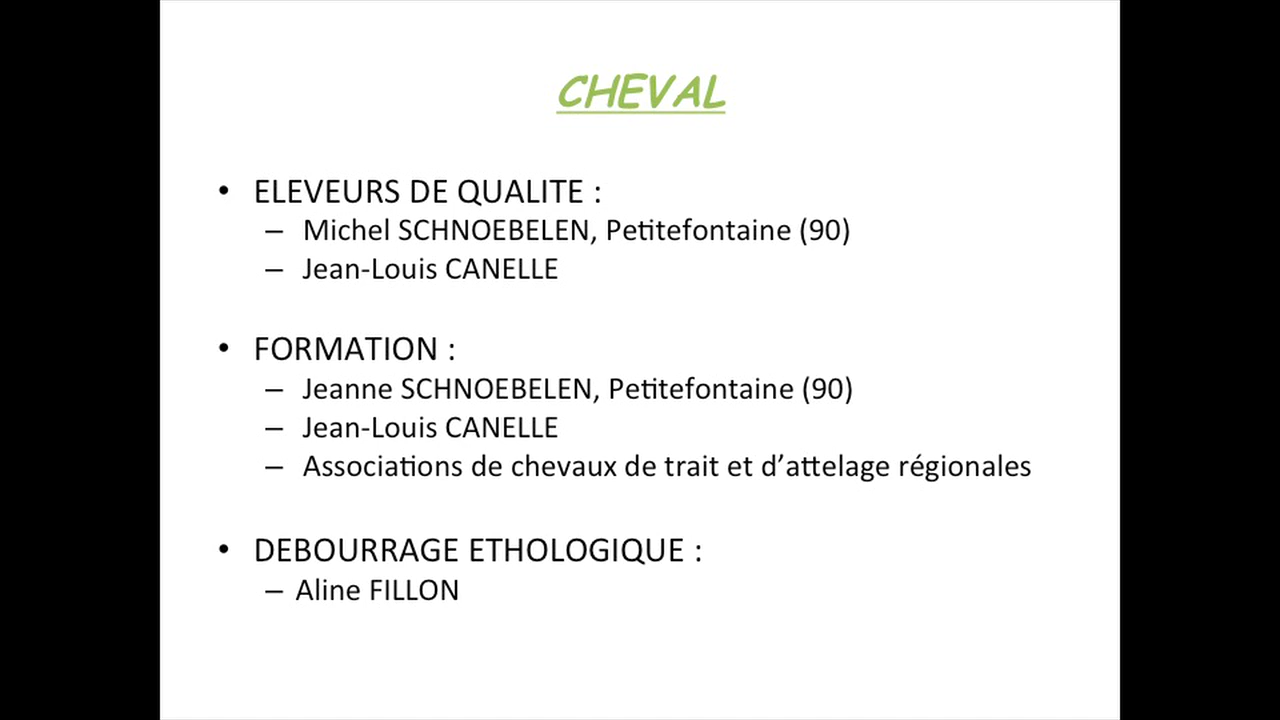 CHEVAL
• ELEVEURS DE QUALITE :
– Michel SCHNOEBELEN, Petitefontaine (90)
– Jean-Louis CANELLE
• FORMATION :
– Jeanne SCHNOEBELEN, Petitefontaine (90)
– Jean-Louis CANELLE
– Associations de chevaux de trait et d’attelage régionales
• DEBOURRAGE ETHOLOGIQUE :
– Aline FILLON